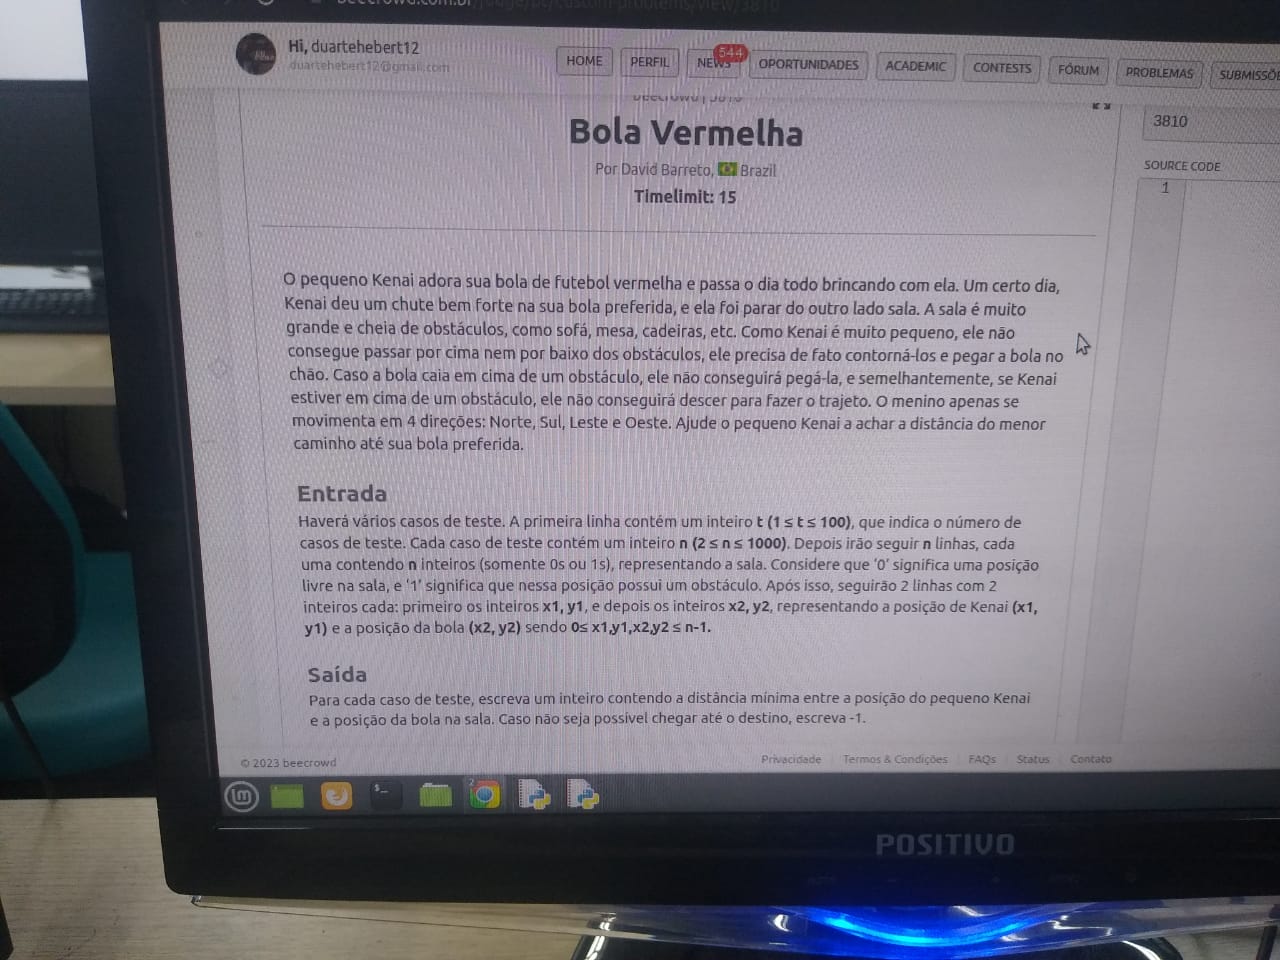 Hi, duartehebert12
duartehebert12@gmail.com
HOME
PERFIL
NEWS
544
OPORTUNIDADES
ACADEMIC
CONTESTS
FÓRUM
PROBLEMAS
Bola Vermelha
Por David Barreto, Brazil
Timelimit: 15
3810
SOURCE CODE
1
O pequeno Kenai adora sua bola de futebol vermelha e passa o dia todo brincando com ela. Um certo dia,
Kenai deu um chute bem forte na sua bola preferida, e ela foi parar do outro lado sala. A sala é muito
grande e cheia de obstáculos, como sofá, mesa, cadeiras, etc. Como Kenai é muito pequeno, ele não
consegue passar por cima nem por baixo dos obstáculos, ele precisa de fato contorná-los e pegar a bola no
chão. Caso a bola caia em cima de um obstáculo, ele não conseguirá pegá-la, e semelhantemente, se Kenai
estiver em cima de um obstáculo, ele não conseguirá descer para fazer o trajeto. O menino apenas se
movimenta em 4 direções: Norte, Sul, Leste e Oeste. Ajude o pequeno Kenai a achar a distância do menor
caminho até sua bola preferida.
Entrada
Haverá vários casos de teste. A primeira linha contém um inteiro t (1 ≤ t ≤ 100), que indica o número de
casos de teste. Cada caso de teste contém um inteiro n (2 ≤ n ≤ 1000). Depois irão seguir n linhas, cada
uma contendo n inteiros (somente 0s ou 1s), representando a sala. Considere que '0' significa uma posição
livre na sala, e '1' significa que nessa posição possui um obstáculo. Após isso, seguirão 2 linhas com 2
inteiros cada: primeiro os inteiros x1, y1, e depois os inteiros x2, y2, representando a posição de Kenai (x1,
y1) e a posição da bola (x2, y2) sendo 0≤ x1,y1,x2,y2 ≤ n-1.
Saída
Para cada caso de teste, escreva um inteiro contendo a distância mínima entre a posição do pequeno Kenai
e a posição da bola na sala. Caso não seja possível chegar até o destino, escreva -1.
© 2023 beecrowd
Privacidade
Termos & Condições
FAQs
Status
Contato
lm
$_
2
POSITIVO